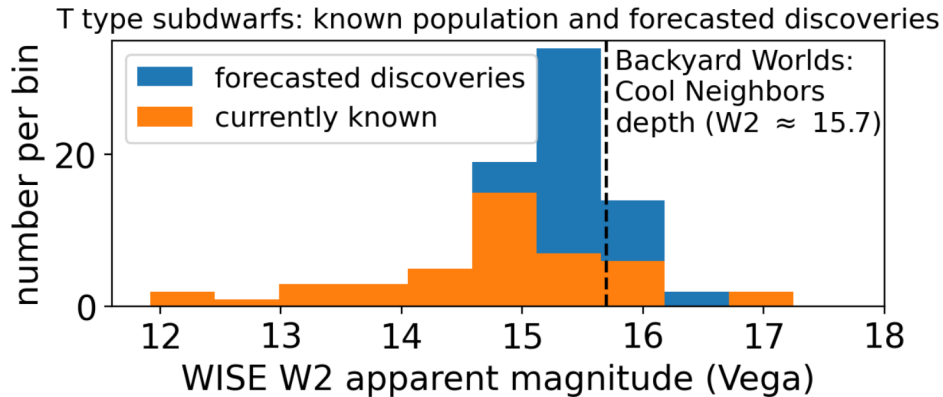 T type subdwarfs: known population and forecasted discoveries
number per bin
20
0
forecasted discoveries
currently known
Backyard Worlds:
Cool Neighbors
depth (W2 ≈ 15.7)
12 13 14 15 16 17 18
WISE W2 apparent magnitude (Vega)